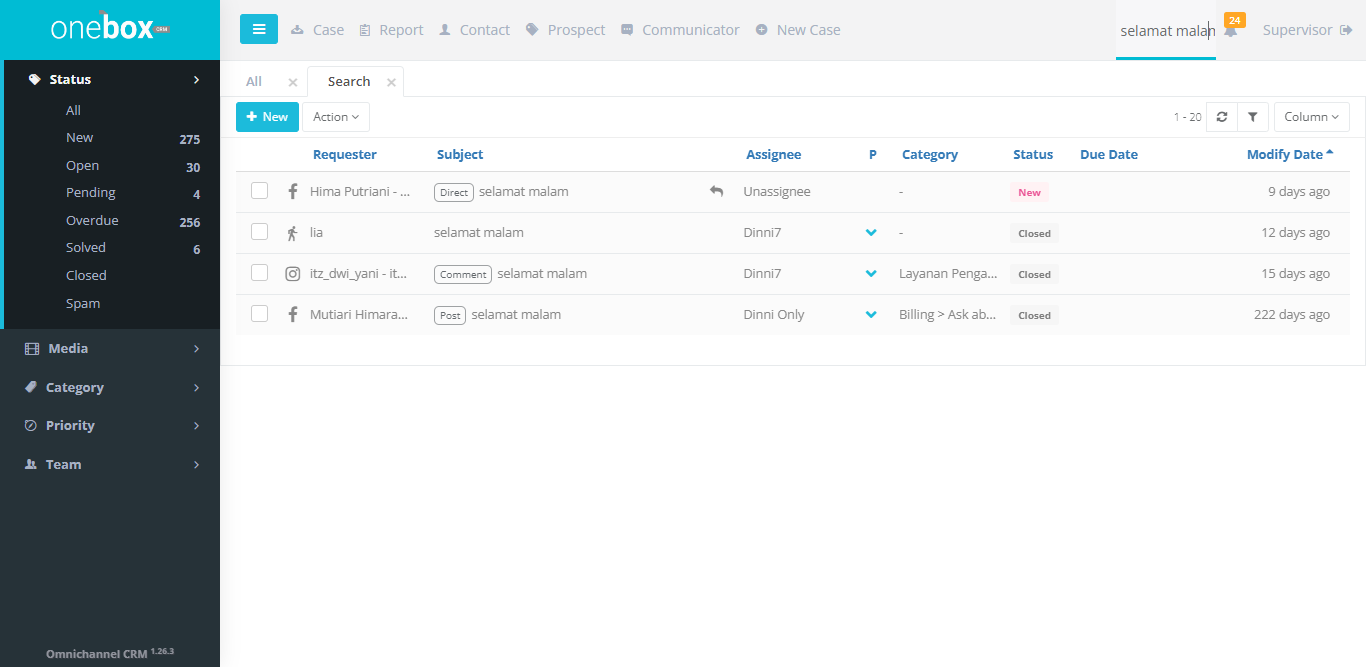 onebox CRM
Case Report Contact Prospect Communicator New Case selamat malam 24 Supervisor
Status
All
New 275
Open 30
Pending 4
Overdue 256
Solved 6
Closed
Spam
Media
Category
Priority
Team
Omnichannel CRM 1.26.3
All Search
New Action 1 - 20 Column
Requester Subject Assignee P Category Status Due Date Modify Date
Hima Putriani - ... Direct selamat malam Unassignee - New 9 days ago
lia selamat malam Dinni7 - Closed 12 days ago
itz_dwi_yani - it... Comment selamat malam Dinni7 Layanan Penga... Closed 15 days ago
Mutiari Himara... Post selamat malam Dinni Only Billing > Ask ab... Closed 222 days ago